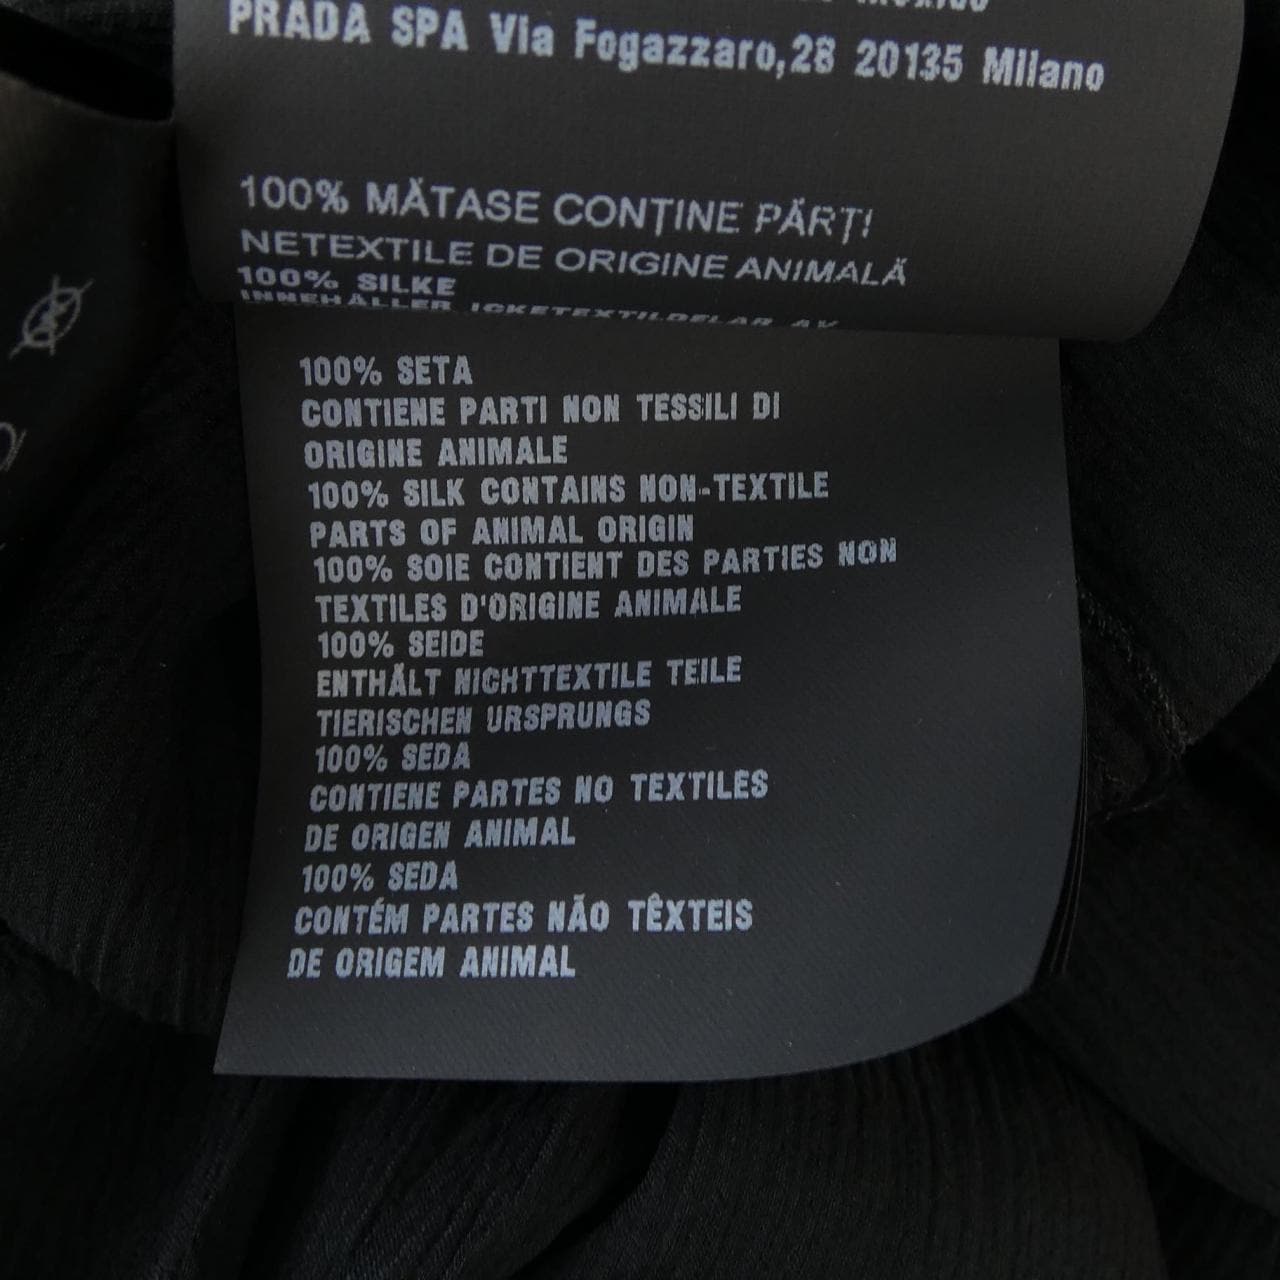 PRADA SPA Via Fogazzaro,28 20135 Milano
100% MĂTASE CONȚINE PĂRȚI
NETEXTILE DE ORIGINE ANIMALĂ
100% SILKE
INNEHÅLLER ICKETEXTILDELAR AV
100% SETA
CONTIENE PARTI NON TESSILI DI
ORIGINE ANIMALE
100% SILK CONTAINS NON-TEXTILE
PARTS OF ANIMAL ORIGIN
100% SOIE CONTIENT DES PARTIES NON
TEXTILES D'ORIGINE ANIMALE
100% SEIDE
ENTHÄLT NICHTTEXTILE TEILE
TIERISCHEN URSPRUNGS
100% SEDA
CONTIENE PARTES NO TEXTILES
DE ORIGEN ANIMAL
100% SEDA
CONTÉM PARTES NÃO TÊXTEIS
DE ORIGEM ANIMAL